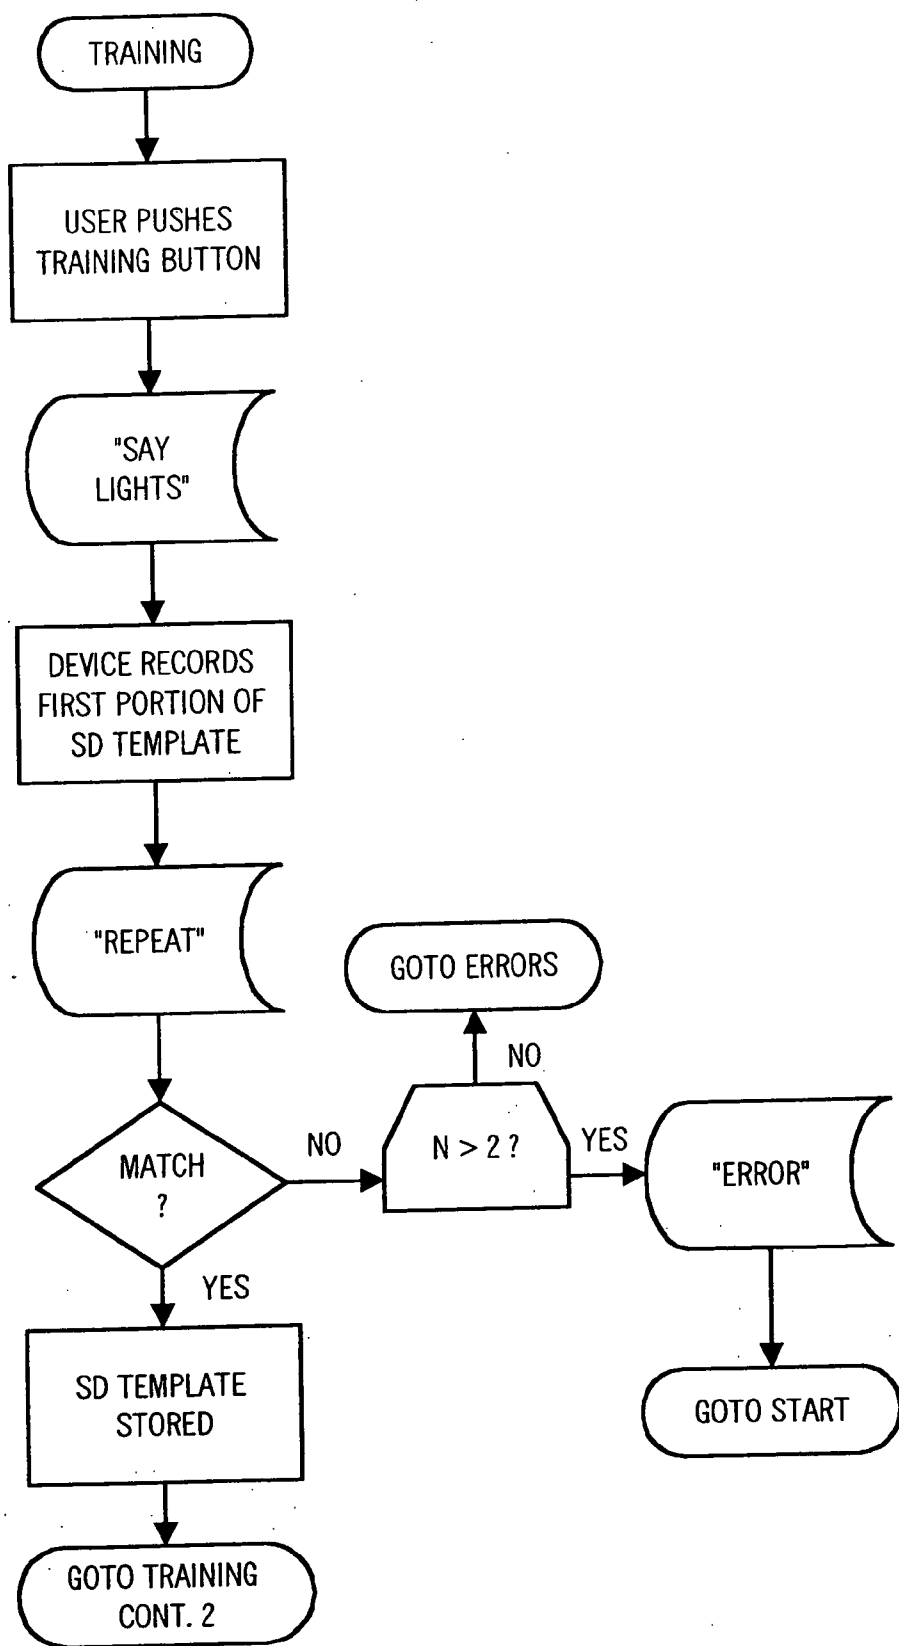 TRAINING
USER PUSHES
TRAINING BUTTON
"SAY
LIGHTS"
DEVICE RECORDS
FIRST PORTION OF
SD TEMPLATE
"REPEAT"
GOTO ERRORS
NO
MATCH
?
NO
N > 2 ?
YES
"ERROR"
YES
SD TEMPLATE
STORED
GOTO START
GOTO TRAINING
CONT. 2